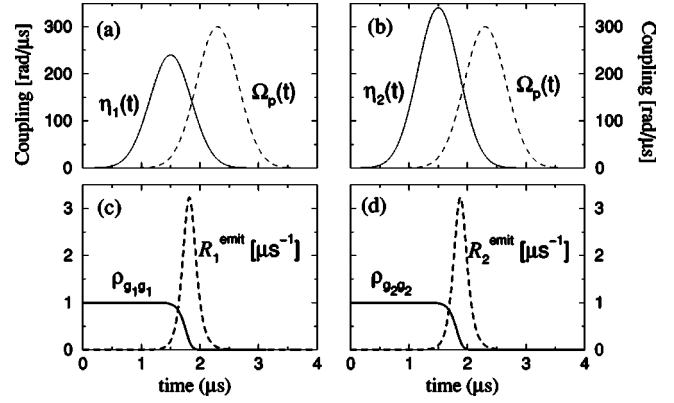 (a)
(b)
Coupling [rad/μs]
300
200
100
0
η₁(t)
Ωₚ(t)
η₂(t)
Ωₚ(t)
300
200
100
0
Coupling [rad/μs]
(c)
(d)
3
2
1
0
R₁ᵉᵐⁱᵗ [μs⁻¹]
ρg₁g₁
R₂ᵉᵐⁱᵗ [μs⁻¹]
ρg₂g₂
3
2
1
0
0 1 2 3 4
0 1 2 3 4
time (μs)
time (μs)